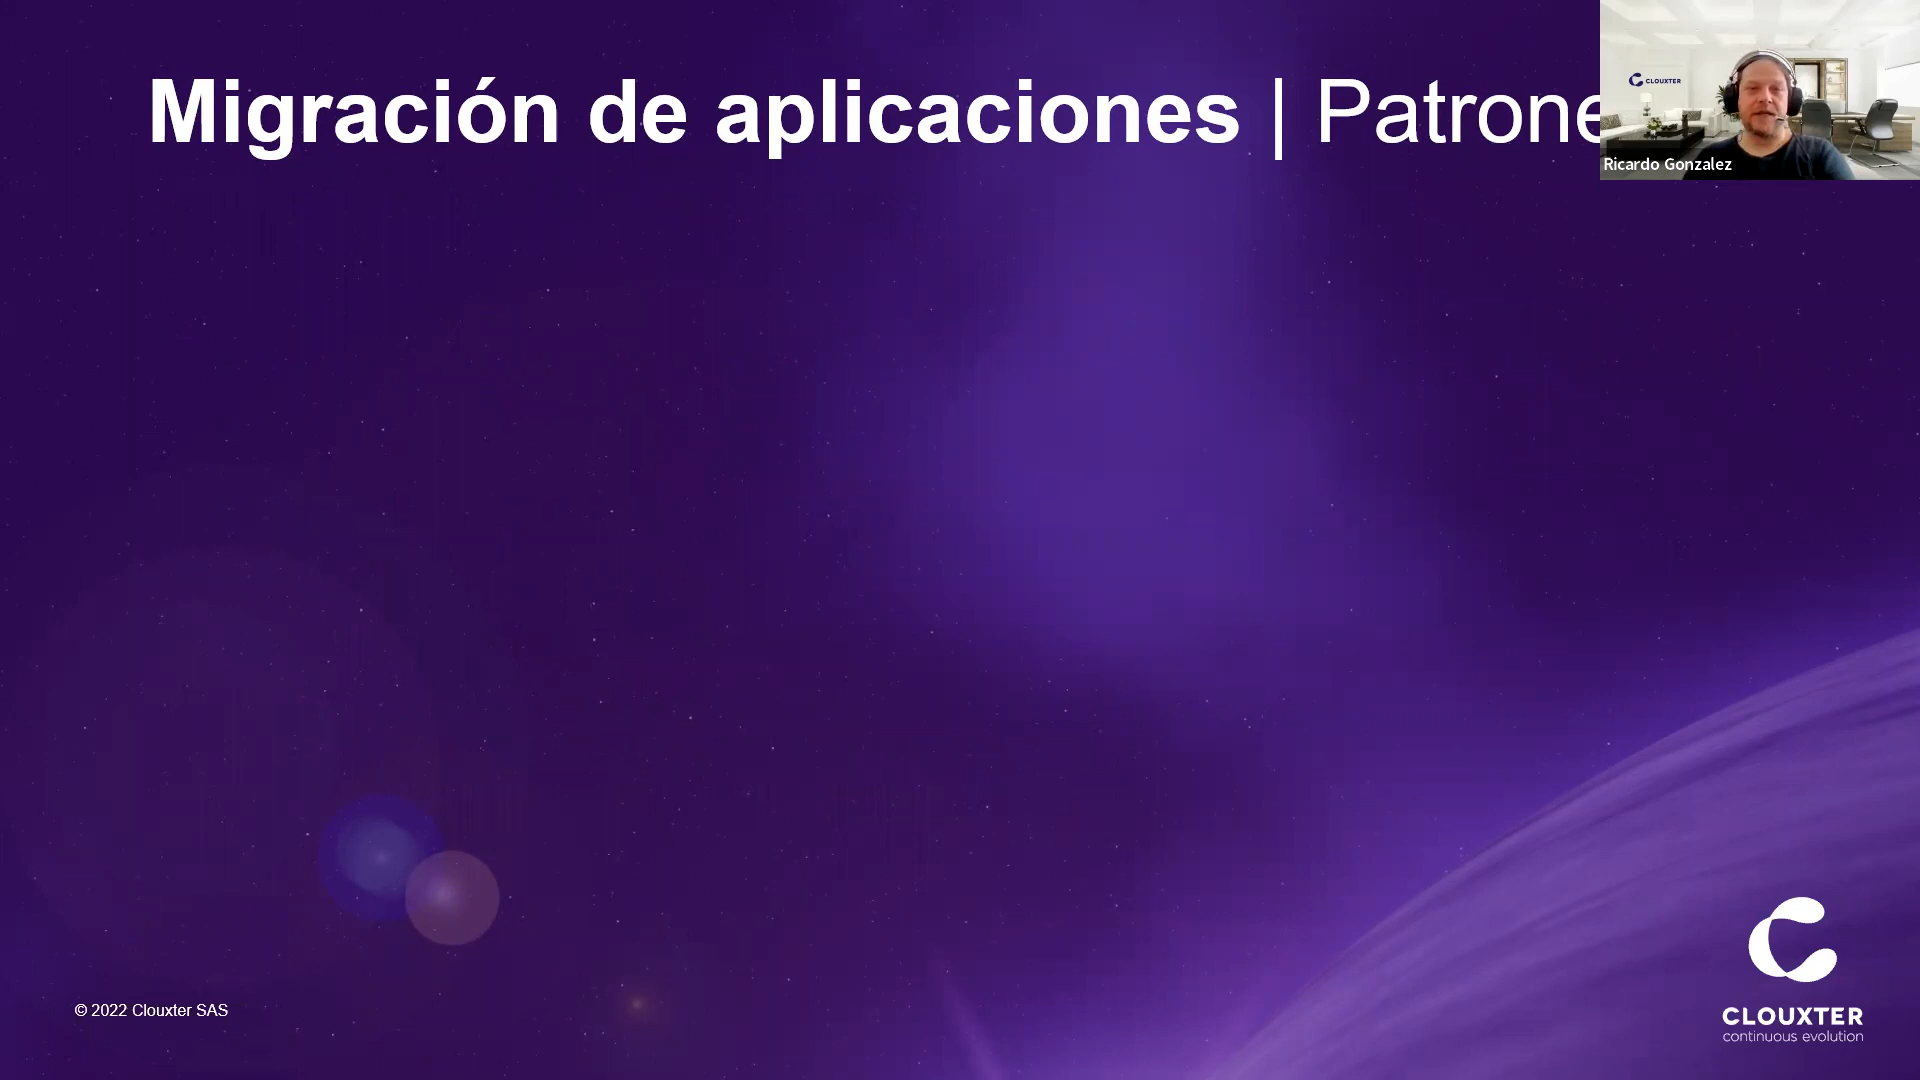 Migración de aplicaciones | Patrone
CLOUXTER
Ricardo Gonzalez
© 2022 Clouxter SAS
CLOUXTER
continuous evolution